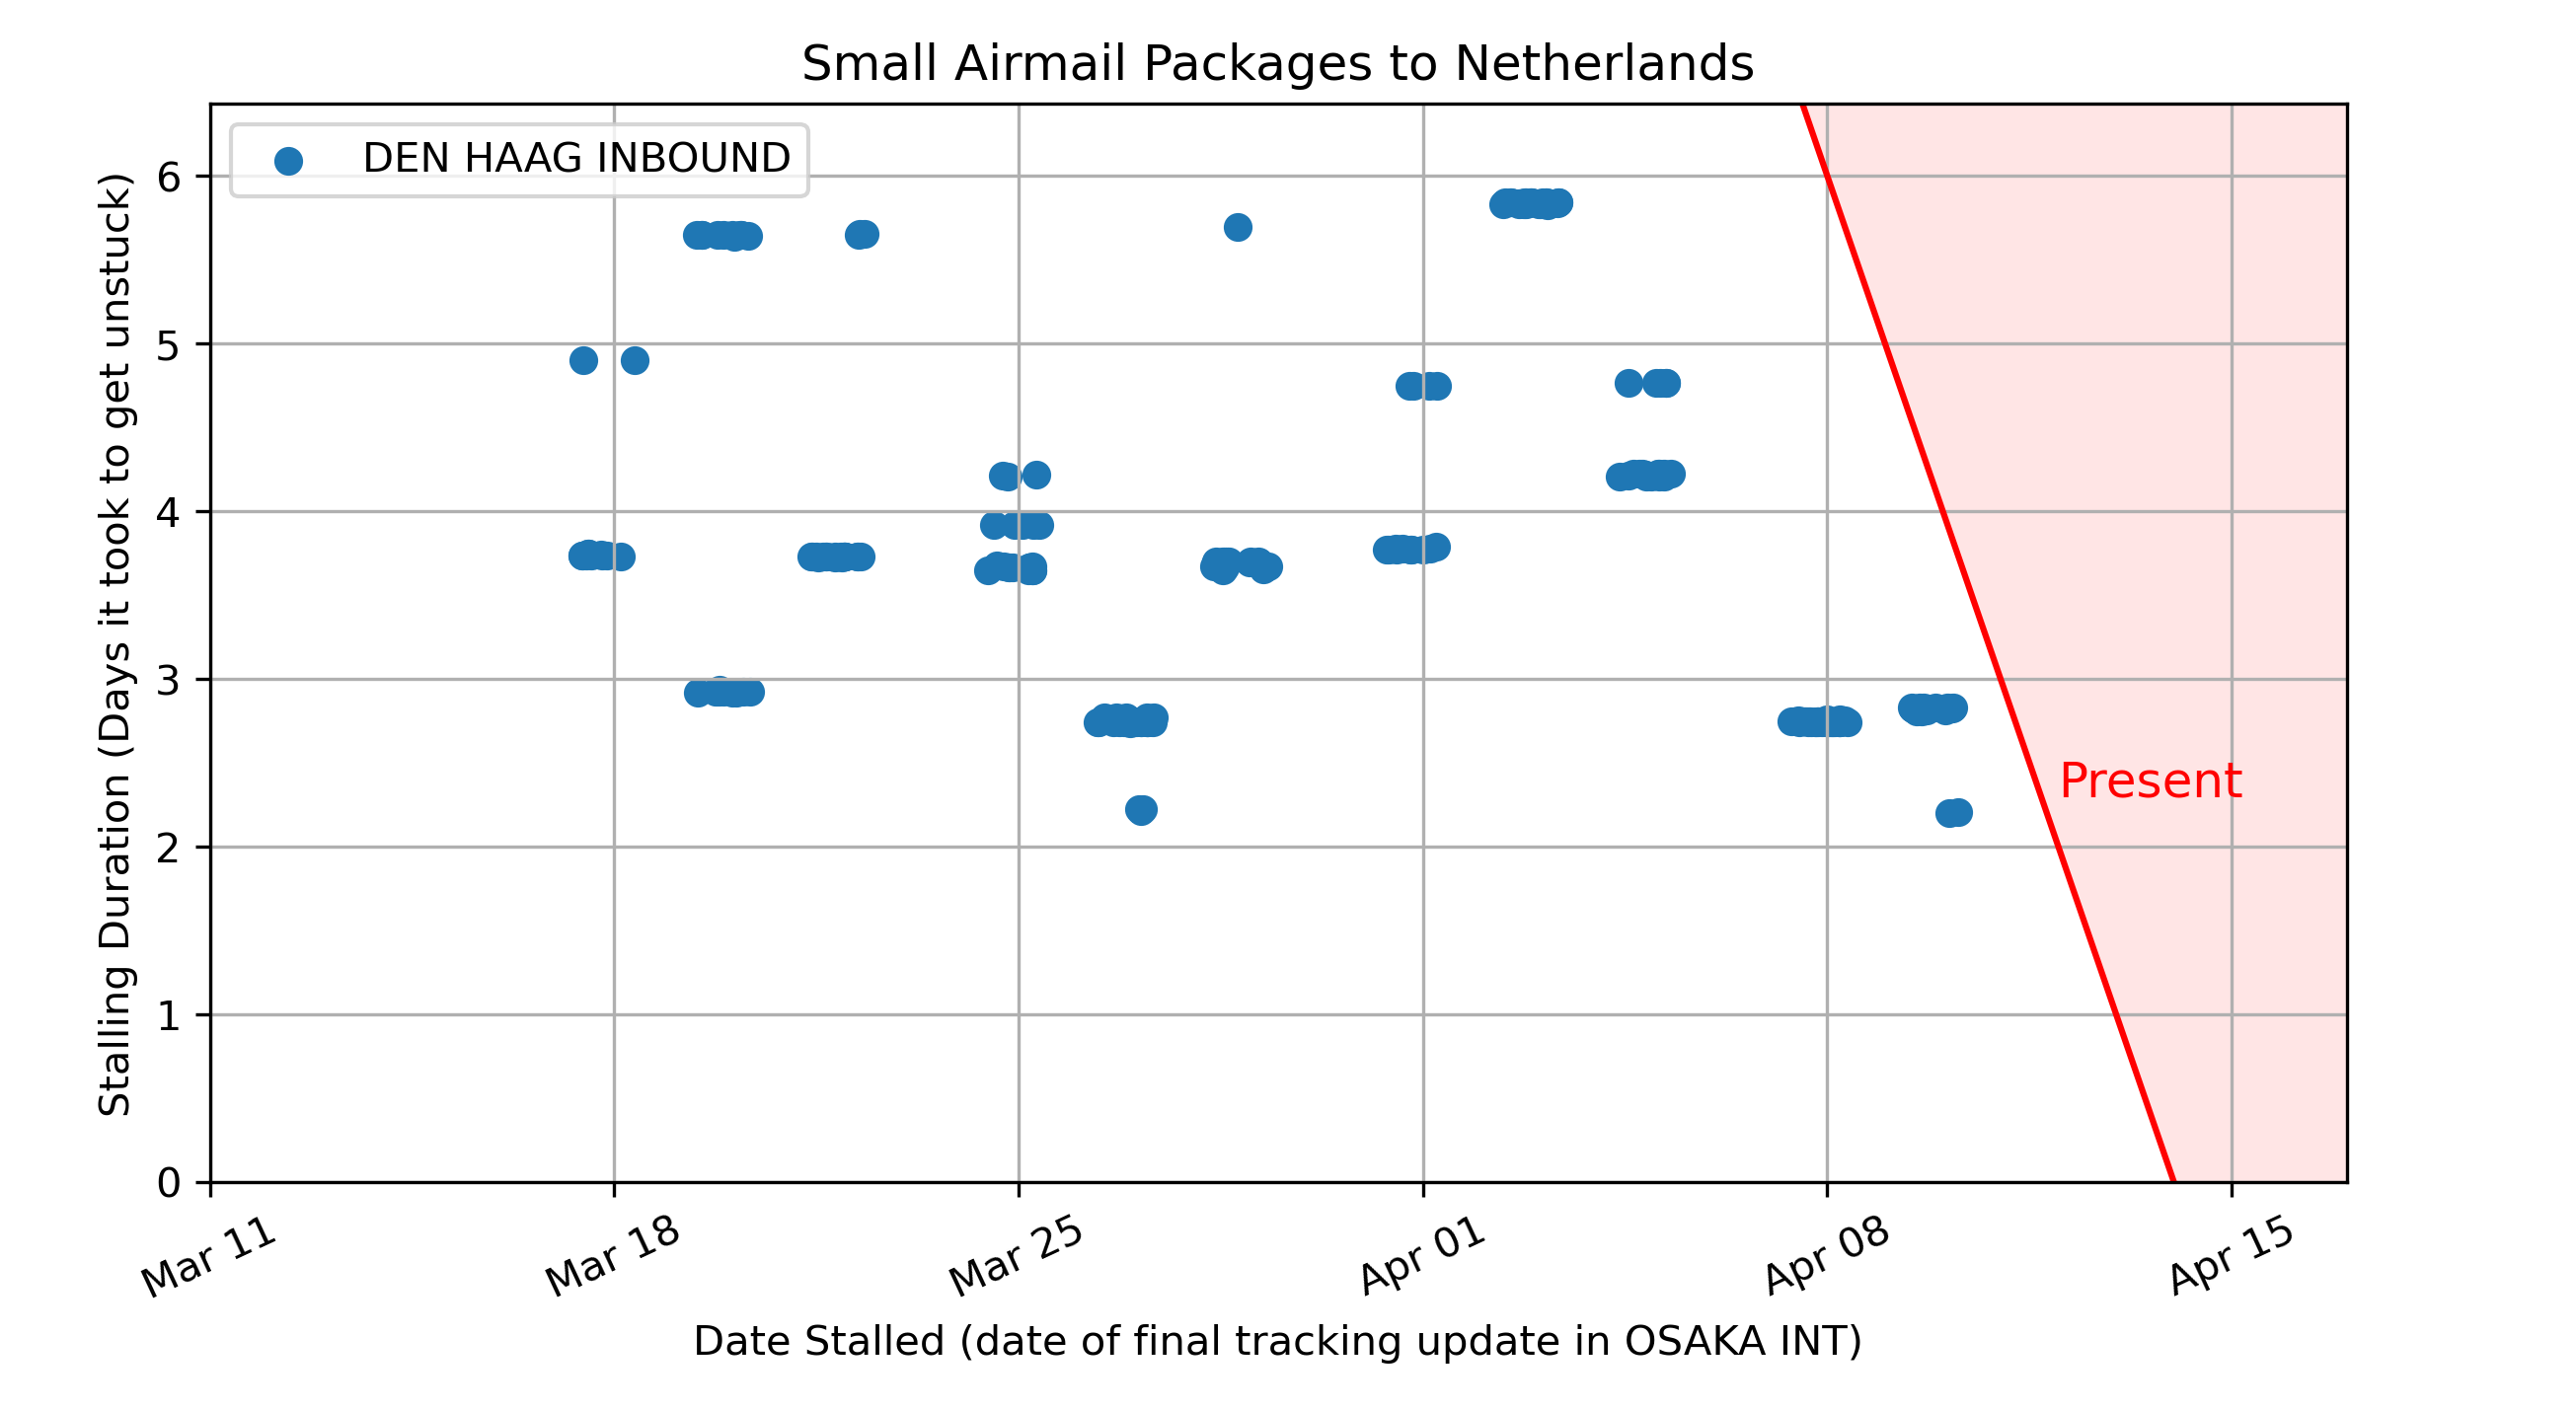 Small Airmail Packages to Netherlands
DEN HAAG INBOUND
Stalling Duration (Days it took to get unstuck)
6
5
4
3
2
1
0
Present
Mar 11
Mar 18
Mar 25
Apr 01
Apr 08
Apr 15
Date Stalled (date of final tracking update in OSAKA INT)